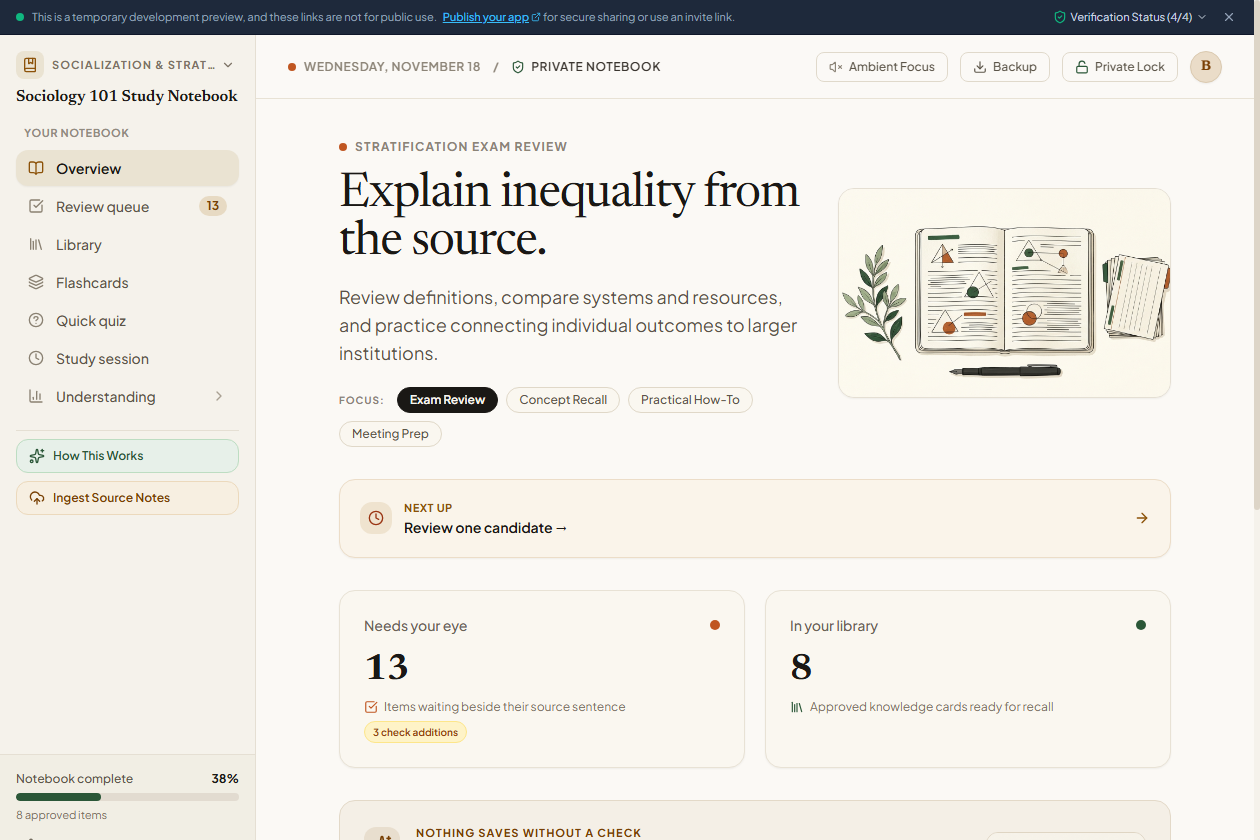 This is a temporary development preview, and these links are not for public use. Publish your app for secure sharing or use an invite link.
Verification Status (4/4)
SOCIALIZATION & STRAT...
Sociology 101 Study Notebook
YOUR NOTEBOOK
Overview
Review queue 13
Library
Flashcards
Quick quiz
Study session
Understanding
How This Works
Ingest Source Notes
Notebook complete 38%
8 approved items
WEDNESDAY, NOVEMBER 18 / PRIVATE NOTEBOOK
Ambient Focus
Backup
Private Lock
B
STRATIFICATION EXAM REVIEW
Explain inequality from
the source.
Review definitions, compare systems and resources,
and practice connecting individual outcomes to larger
institutions.
FOCUS: Exam Review Concept Recall Practical How-To
Meeting Prep
NEXT UP
Review one candidate →
Needs your eye
13
Items waiting beside their source sentence
3 check additions
In your library
8
Approved knowledge cards ready for recall
NOTHING SAVES WITHOUT A CHECK